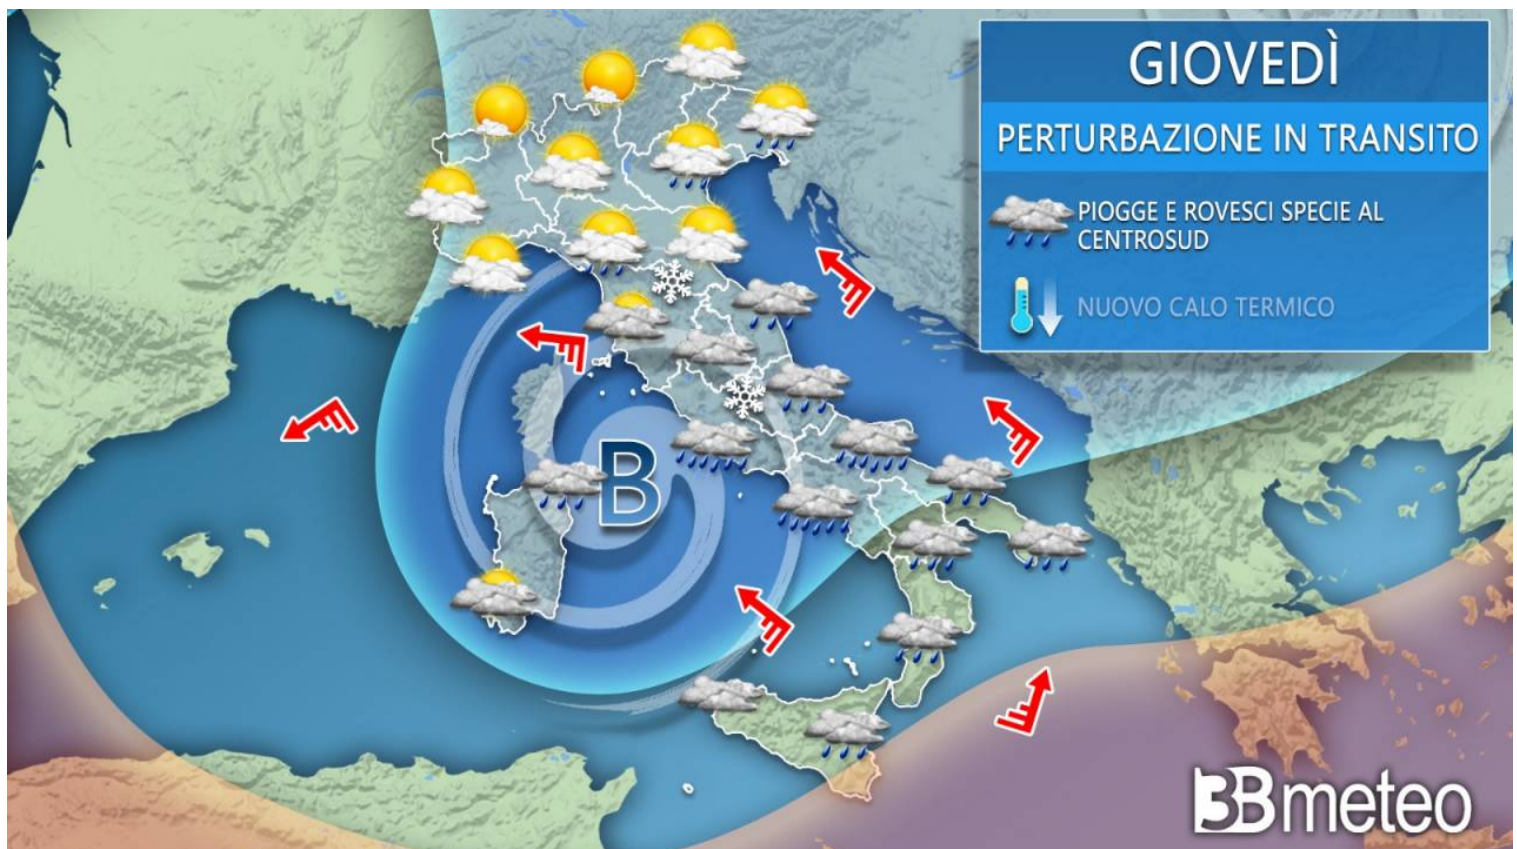 GIOVEDÌ
PERTURBAZIONE IN TRANSITO
PIOGGE E ROVESCI SPECIE AL
CENTROSUD
NUOVO CALO TERMICO
B
3Bmeteo